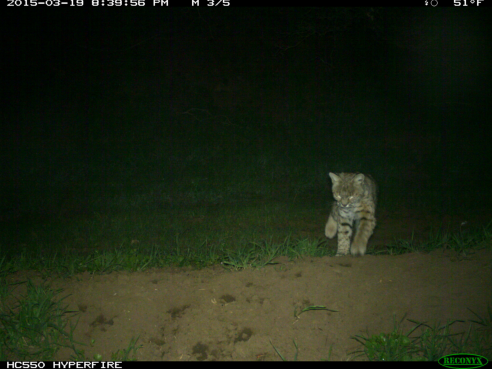 2015-03-19 8:39:56 PM M 3/5 51°F
HC550 HYPERFIRE RECONYX